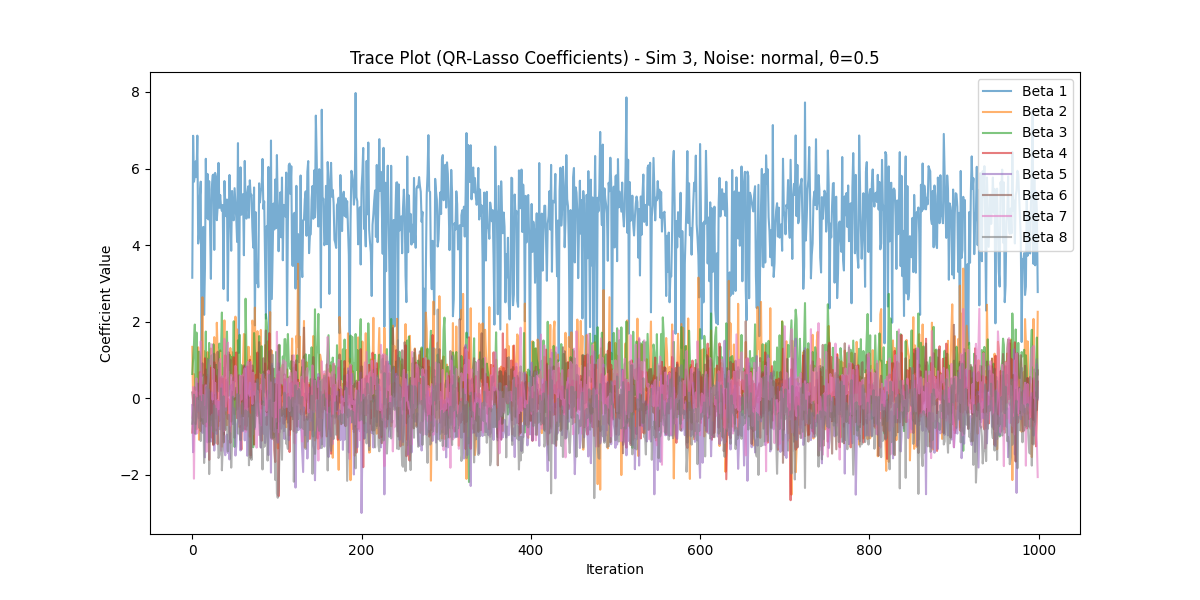 Trace Plot (QR-Lasso Coefficients) - Sim 3, Noise: normal, θ=0.5
Coefficient Value
8
6
4
2
0
−2
Beta 1
Beta 2
Beta 3
Beta 4
Beta 5
Beta 6
Beta 7
Beta 8
0
200
400
600
800
1000
Iteration